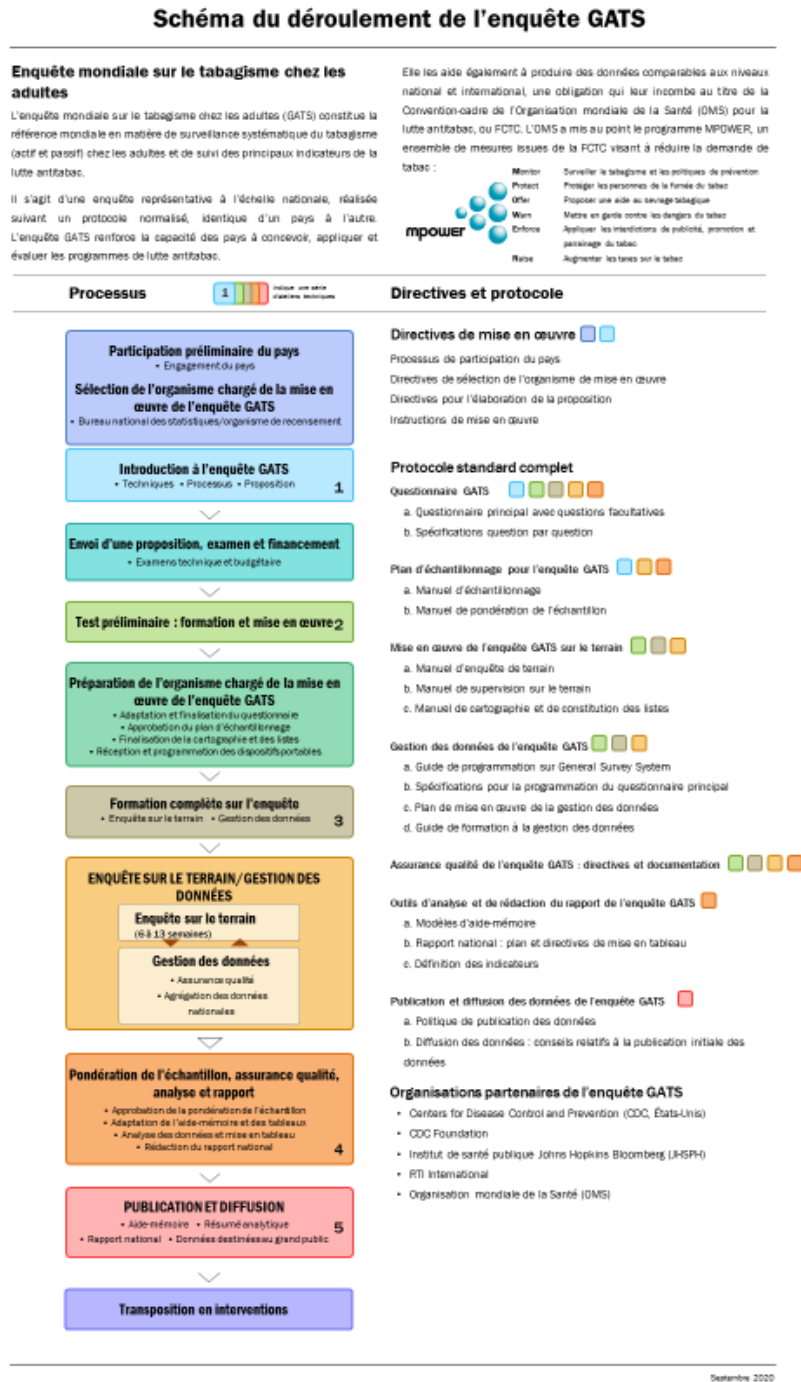 Schéma du déroulement de l'enquête GATS
Enquête mondiale sur le tabagisme chez les
adultes
L'enquête mondiale sur le tabagisme chez les adultes (GATS) constitue la
référence mondiale en matière de surveillance systématique du tabagisme
(actif et passif) chez les adultes et de suivi des principaux indicateurs de la
lutte antitabac.
Il s'agit d'une enquête représentative à l'échelle nationale, réalisée
suivant un protocole normalisé, identique d'un pays à l'autre.
L'enquête GATS renforce la capacité des pays à concevoir, appliquer et
évaluer les programmes de lutte antitabac.
Elle les aide également à produire des données comparables aux niveaux
national et international, une obligation qui leur incombe au titre de la
Convention-cadre de l'Organisation mondiale de la Santé (OMS) pour la
lutte antitabac, ou FCTC. L'OMS a mis au point le programme MPOWER, un
ensemble de mesures issues de la FCTC visant à réduire la demande de
tabac :
mpower
Monitor Surveiller le tabagisme et les politiques de prévention
Protect Protéger les personnes de la fumée du tabac
Offer Proposer une aide au sevrage tabagique
Warn Mettre en garde contre les dangers du tabac
Enforce Appliquer les interdictions de publicité, promotion et
parrainage du tabac
Raise Augmenter les taxes sur le tabac
Processus
1
Indique une série
d'ateliers techniques
Directives et protocole
Participation préliminaire du pays
• Engagement du pays
Sélection de l'organisme chargé de la mise en
œuvre de l'enquête GATS
• Bureau national des statistiques/organisme de recensement
Introduction à l'enquête GATS
• Techniques • Processus • Proposition 1
Envoi d'une proposition, examen et financement
• Examens technique et budgétaire
Test préliminaire : formation et mise en œuvre 2
Préparation de l'organisme chargé de la mise en
œuvre de l'enquête GATS
• Adaptation et finalisation du questionnaire
• Approbation du plan d'échantillonnage
• Finalisation de la cartographie et des listes
• Réception et programmation des dispositifs portables
Formation complète sur l'enquête
• Enquête sur le terrain • Gestion des données 3
ENQUÊTE SUR LE TERRAIN/GESTION DES
DONNÉES
Enquête sur le terrain
(6 à 13 semaines)
Gestion des données
• Assurance qualité
• Agrégation des données
nationales
Pondération de l'échantillon, assurance qualité,
analyse et rapport
• Approbation de la pondération de l'échantillon
• Adaptation de l'aide-mémoire et des tableaux
• Analyse des données et mise en tableau
• Rédaction du rapport national 4
PUBLICATION ET DIFFUSION
• Aide-mémoire • Résumé analytique 5
• Rapport national • Données destinées au grand public
Transposition en interventions
Directives de mise en œuvre
Processus de participation du pays
Directives de sélection de l'organisme de mise en œuvre
Directives pour l'élaboration de la proposition
Instructions de mise en œuvre
Protocole standard complet
Questionnaire GATS
a. Questionnaire principal avec questions facultatives
b. Spécifications question par question
Plan d'échantillonnage pour l'enquête GATS
a. Manuel d'échantillonnage
b. Manuel de pondération de l'échantillon
Mise en œuvre de l'enquête GATS sur le terrain
a. Manuel d'enquête de terrain
b. Manuel de supervision sur le terrain
c. Manuel de cartographie et de constitution des listes
Gestion des données de l'enquête GATS
a. Guide de programmation sur General Survey System
b. Spécifications pour la programmation du questionnaire principal
c. Plan de mise en œuvre de la gestion des données
d. Guide de formation à la gestion des données
Assurance qualité de l'enquête GATS : directives et documentation
Outils d'analyse et de rédaction du rapport de l'enquête GATS
a. Modèles d'aide-mémoire
b. Rapport national : plan et directives de mise en tableau
c. Définition des indicateurs
Publication et diffusion des données de l'enquête GATS
a. Politique de publication des données
b. Diffusion des données : conseils relatifs à la publication initiale des
données
Organisations partenaires de l'enquête GATS
• Centers for Disease Control and Prevention (CDC, États-Unis)
• CDC Foundation
• Institut de santé publique Johns Hopkins Bloomberg (JHSPH)
• RTI International
• Organisation mondiale de la Santé (OMS)
Septembre 2020